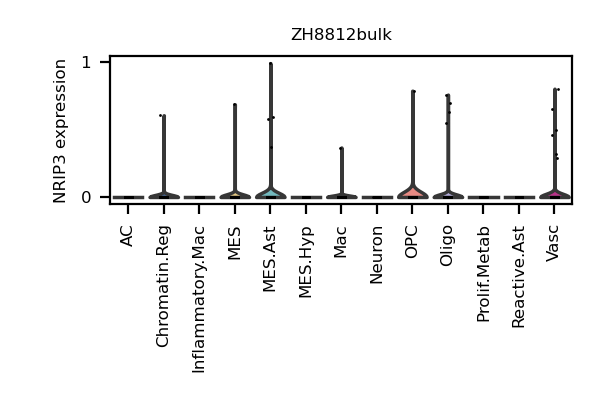 ZH8812bulk
NRIP3 expression
1
0
AC
Chromatin.Reg
Inflammatory.Mac
MES
MES.Ast
MES.Hyp
Mac
Neuron
OPC
Oligo
Prolif.Metab
Reactive.Ast
Vasc